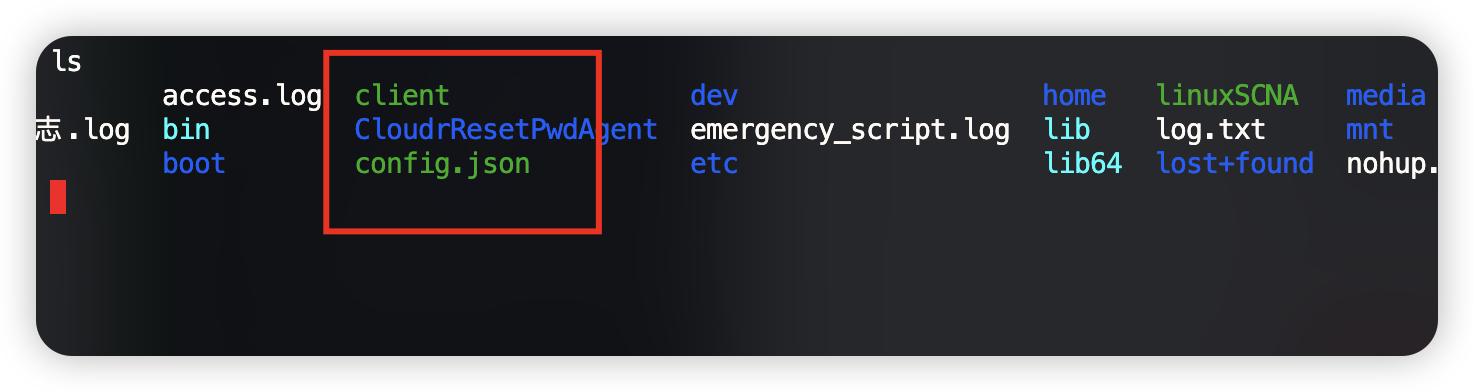 ls
access.log client dev home linuxSCNA media
志.log bin CloudrResetPwdAgent emergency_script.log lib log.txt mnt
boot config.json etc lib64 lost+found nohup.